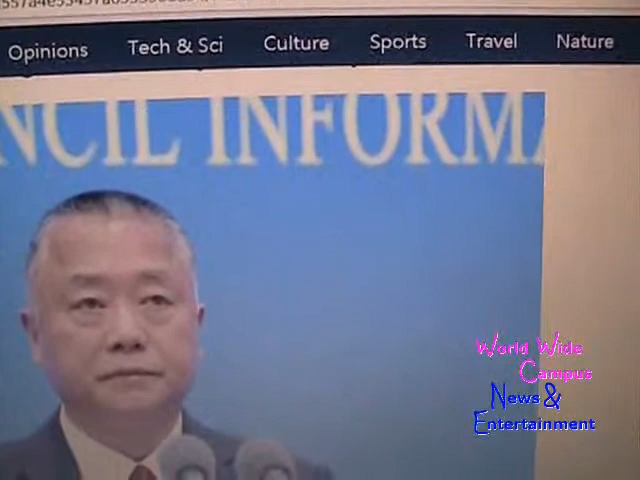 Opinions Tech & Sci Culture Sports Travel Nature
NCIL INFORMA
World Wide
Campus
News &
Entertainment